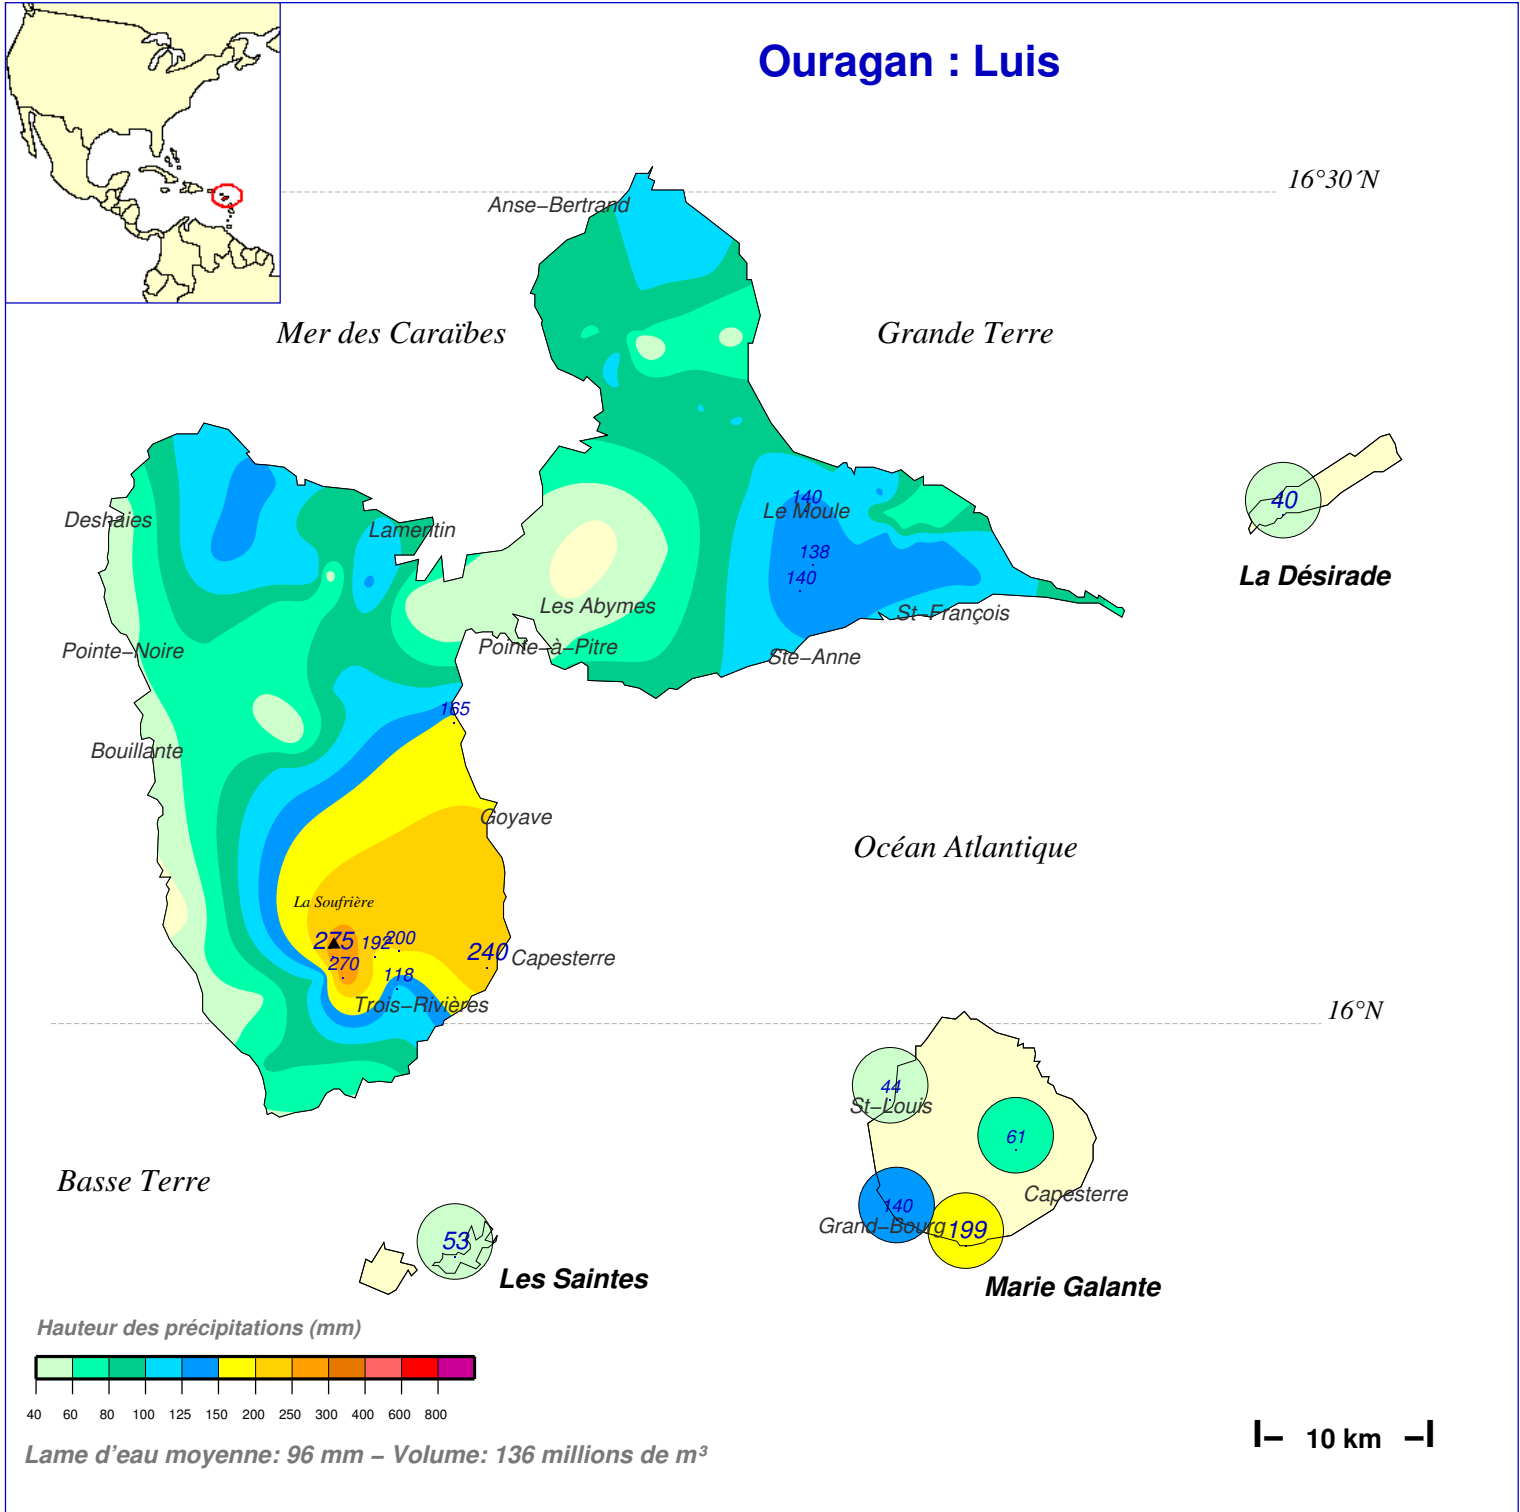 Ouragan : Luis
16°30´N
Anse−Bertrand
Mer des Caraïbes
Grande Terre
Deshaies
Lamentin
140
Le Moule
40
138
140
La Désirade
Les Abymes
St−François
Pointe−Noire
Pointe−à−Pitre
Ste−Anne
165
Bouillante
Goyave
Océan Atlantique
La Soufrière
275
192
200
240
Capesterre
270
118
Trois−Rivières
16°N
44
St−Louis
61
Basse Terre
Capesterre
140
Grand−Bourg
199
53
Les Saintes
Marie Galante
Hauteur des précipitations (mm)
40 60 80 100 125 150 200 250 300 400 600 800
10 km
Lame d'eau moyenne: 96 mm − Volume: 136 millions de m³